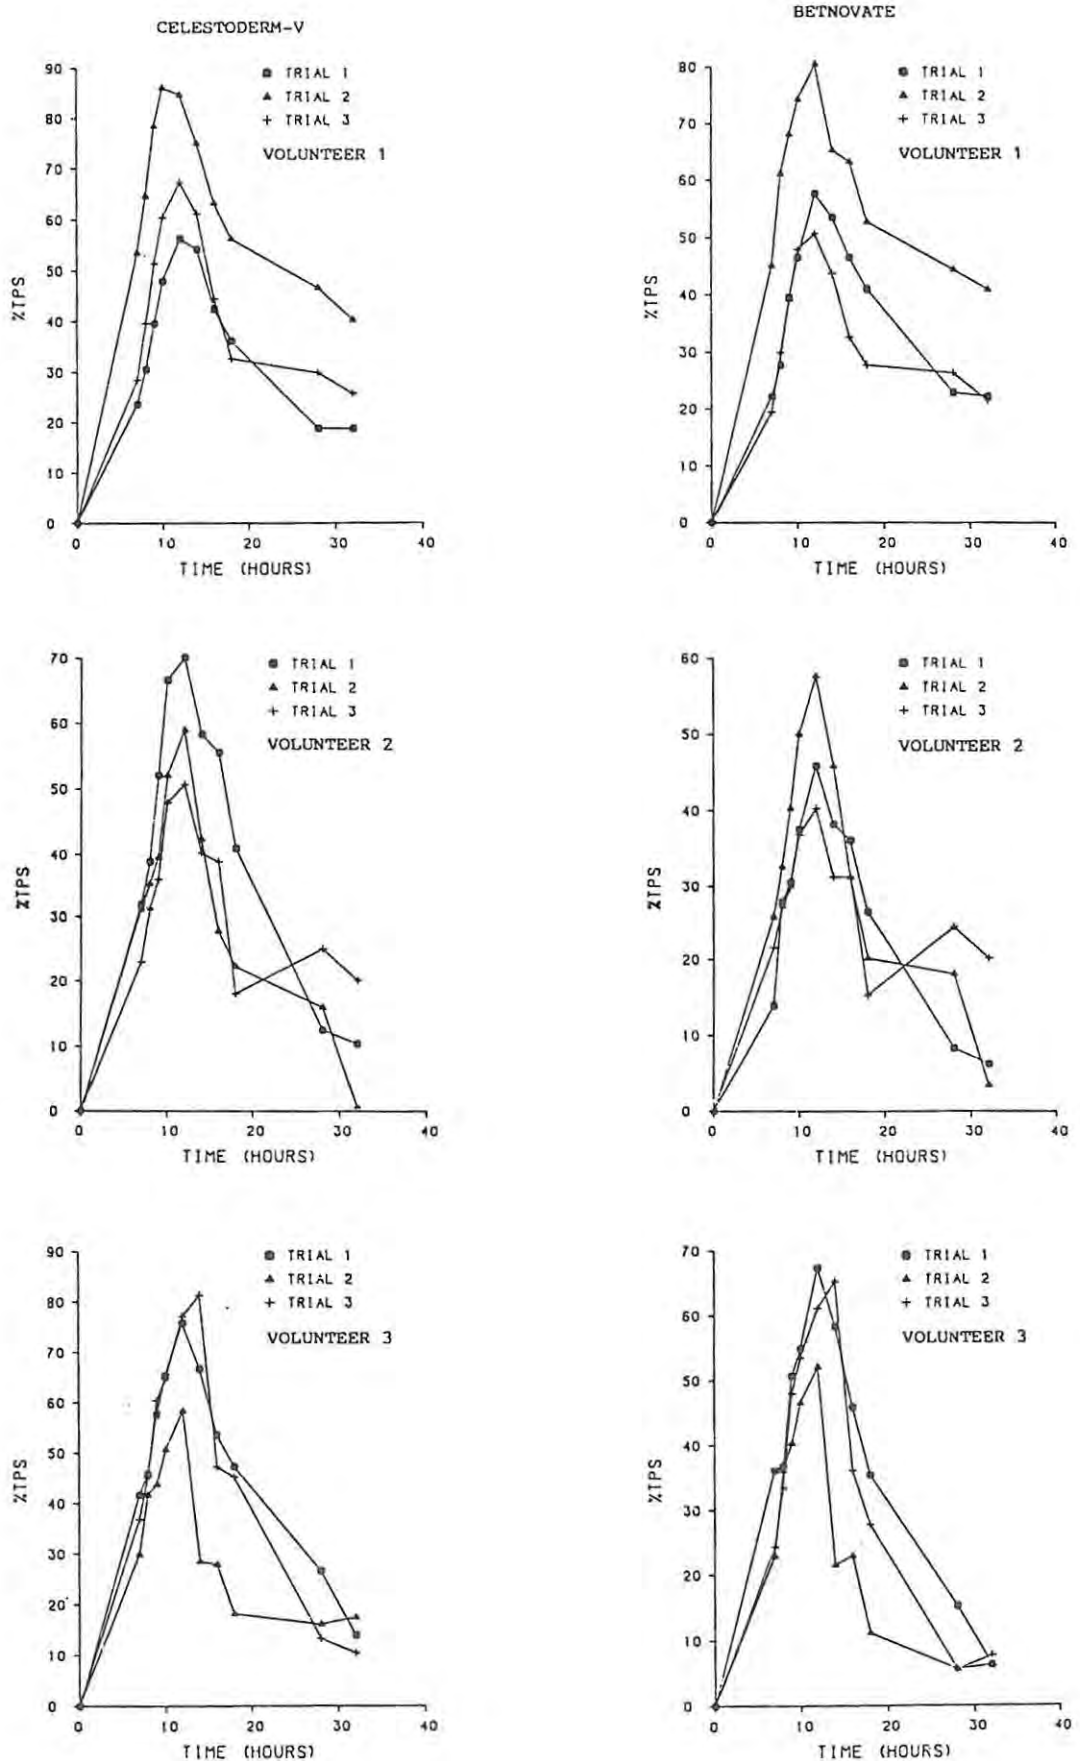 CELESTODERM-V
90
80
70
60
50
40
30
20
10
0
%TPS
TRIAL 1
TRIAL 2
TRIAL 3
VOLUNTEER 1
0 10 20 30 40
TIME (HOURS)
BETNOVATE
80
70
60
50
40
30
20
10
0
%TPS
TRIAL 1
TRIAL 2
TRIAL 3
VOLUNTEER 1
0 10 20 30 40
TIME (HOURS)
70
60
50
40
30
20
10
0
%TPS
TRIAL 1
TRIAL 2
TRIAL 3
VOLUNTEER 2
0 10 20 30 40
TIME (HOURS)
60
50
40
30
20
10
0
%TPS
TRIAL 1
TRIAL 2
TRIAL 3
VOLUNTEER 2
0 10 20 30 40
TIME (HOURS)
90
80
70
60
50
40
30
20
10
0
%TPS
TRIAL 1
TRIAL 2
TRIAL 3
VOLUNTEER 3
0 10 20 30 40
TIME (HOURS)
70
60
50
40
30
20
10
0
%TPS
TRIAL 1
TRIAL 2
TRIAL 3
VOLUNTEER 3
0 10 20 30 40
TIME (HOURS)